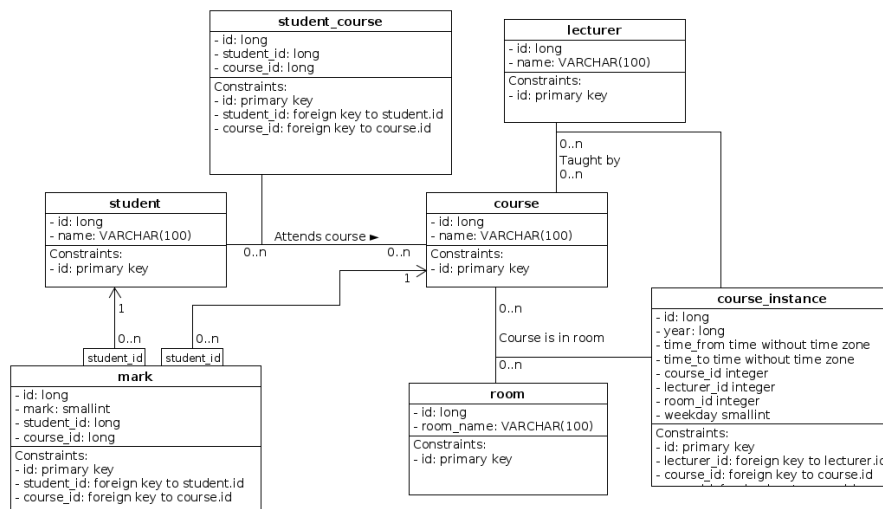 student_course
- id: long
- student_id: long
- course_id: long
Constraints:
- id: primary key
- student_id: foreign key to student.id
- course_id: foreign key to course.id
lecturer
- id: long
- name: VARCHAR(100)
Constraints:
- id: primary key
0..n
Taught by
0..n
student
- id: long
- name: VARCHAR(100)
Constraints:
- id: primary key
Attends course ►
0..n
0..n
course
- id: long
- name: VARCHAR(100)
Constraints:
- id: primary key
1
1
0..n
0..n
student_id
student_id
0..n
Course is in room
0..n
mark
- id: long
- mark: smallint
- student_id: long
- course_id: long
Constraints:
- id: primary key
- student_id: foreign key to student.id
- course_id: foreign key to course.id
room
- id: long
- room_name: VARCHAR(100)
Constraints:
- id: primary key
course_instance
- id: long
- year: long
- time_from time without time zone
- time_to time without time zone
- course_id integer
- lecturer_id integer
- room_id integer
- weekday smallint
Constraints:
- id: primary key
- lecturer_id: foreign key to lecturer.id
- course_id: foreign key to course.id